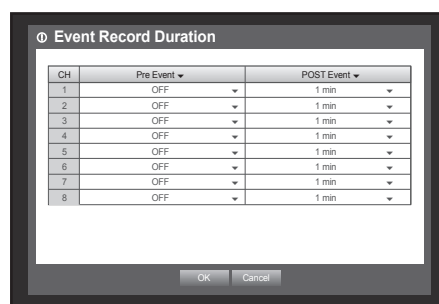 Event Record Duration
CH Pre Event POST Event
1 OFF 1 min
2 OFF 1 min
3 OFF 1 min
4 OFF 1 min
5 OFF 1 min
6 OFF 1 min
7 OFF 1 min
8 OFF 1 min
OK Cancel